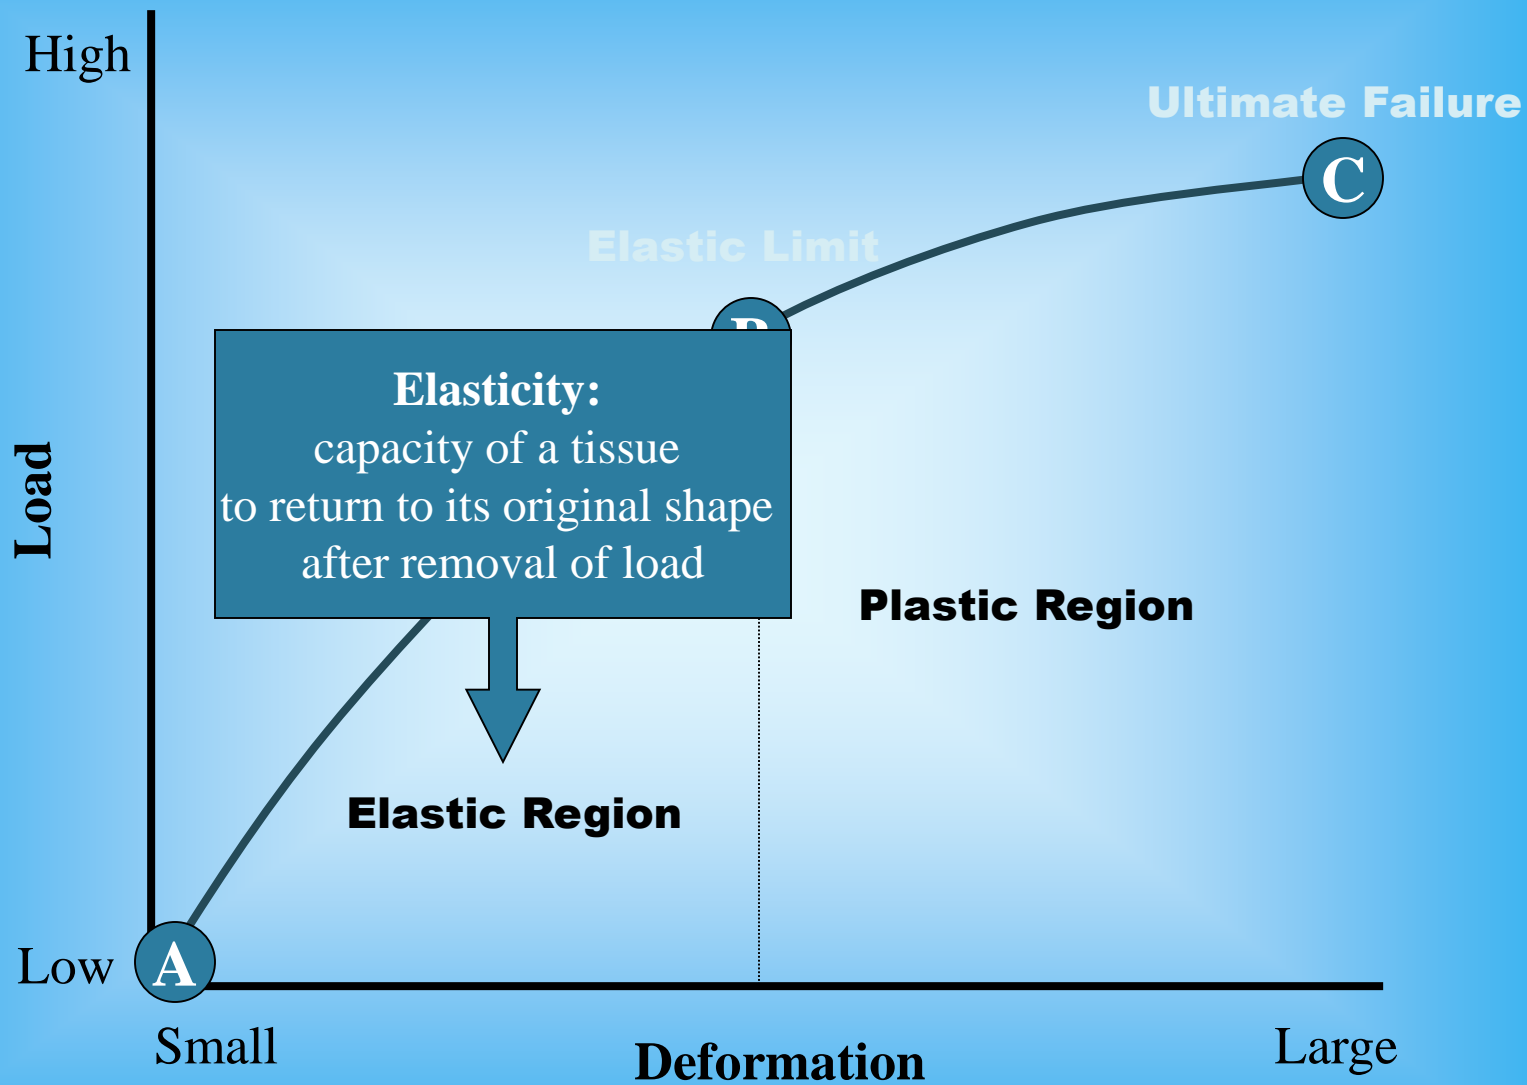 High
Ultimate Failure
C
Elastic Limit
Elasticity:
capacity of a tissue
to return to its original shape
after removal of load
Load
Plastic Region
Elastic Region
Low
A
Small
Large
Deformation